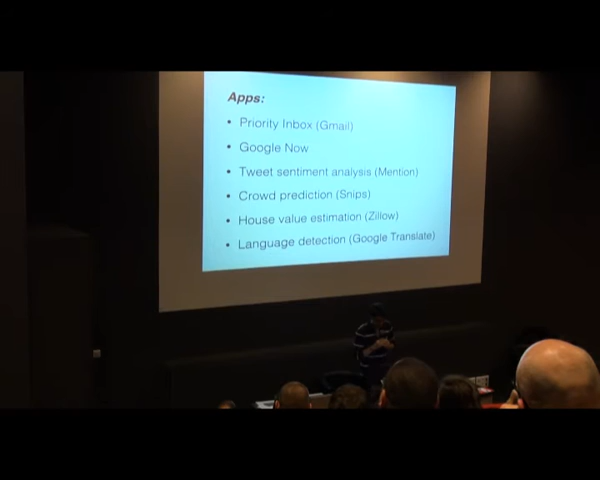 Apps:
• Priority Inbox (Gmail)
• Google Now
• Tweet sentiment analysis (Mention)
• Crowd prediction (Snips)
• House value estimation (Zillow)
• Language detection (Google Translate)